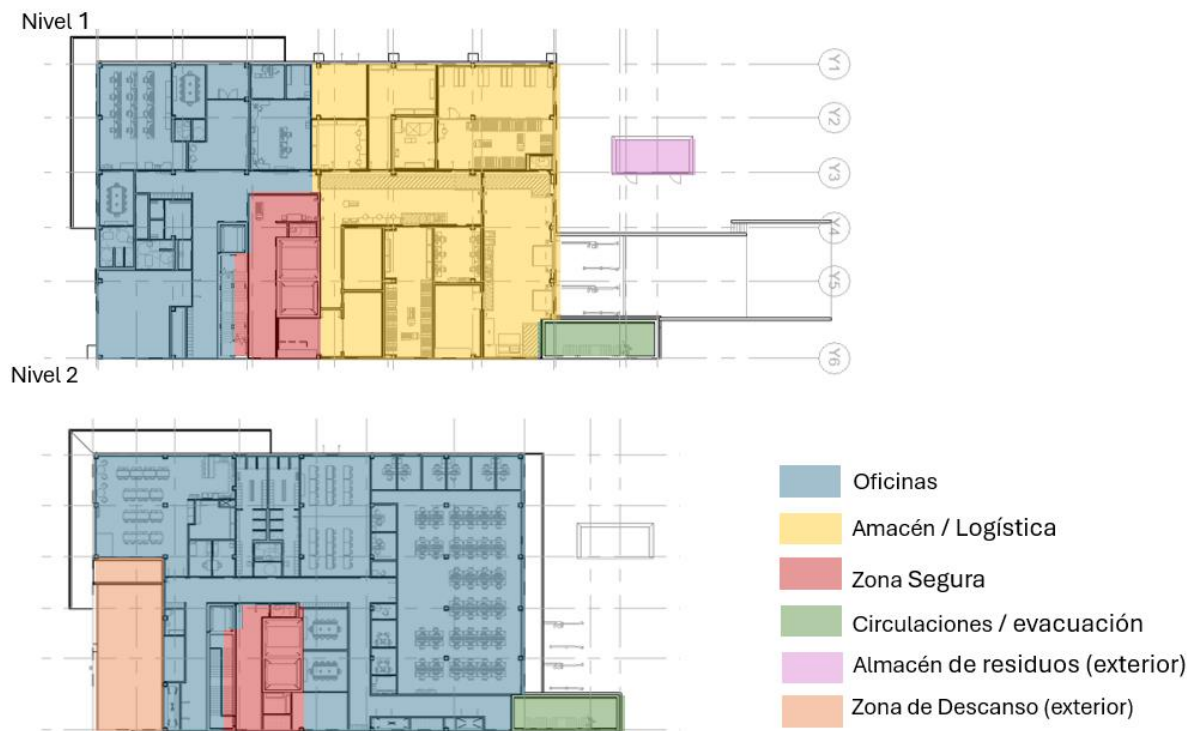 Nivel 1
Y1
Y2
Y3
Y4
Y5
Y6
Nivel 2
Oficinas
Amacén / Logística
Zona Segura
Circulaciones / evacuación
Almacén de residuos (exterior)
Zona de Descanso (exterior)